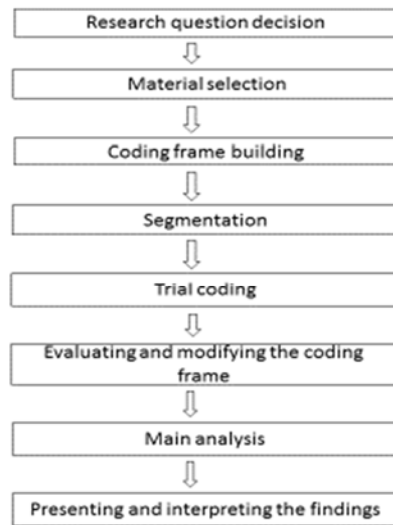 Research question decision
Material selection
Coding frame building
Segmentation
Trial coding
Evaluating and modifying the coding
frame
Main analysis
Presenting and interpreting the findings